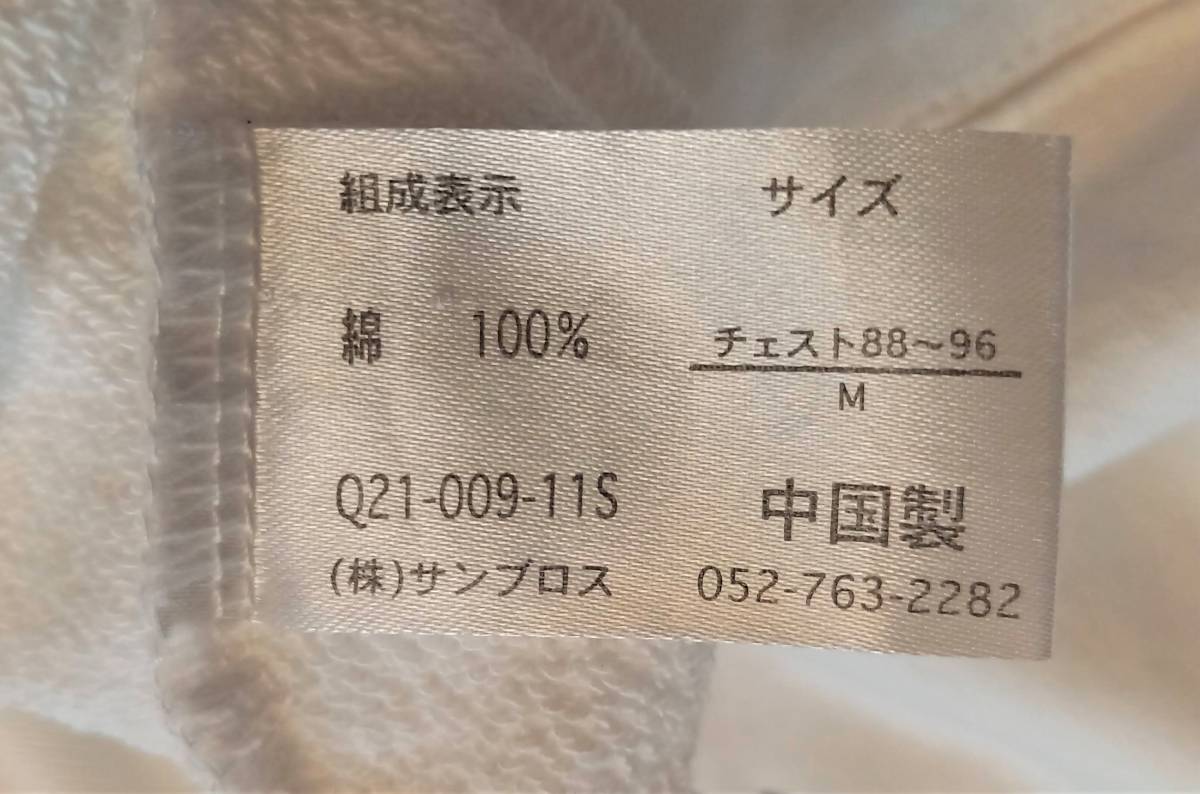 組成表示
綿 100%
Q21-009-11S
(株)サンブロス
サイズ
チェスト88〜96
M
中国製
052-763-2282